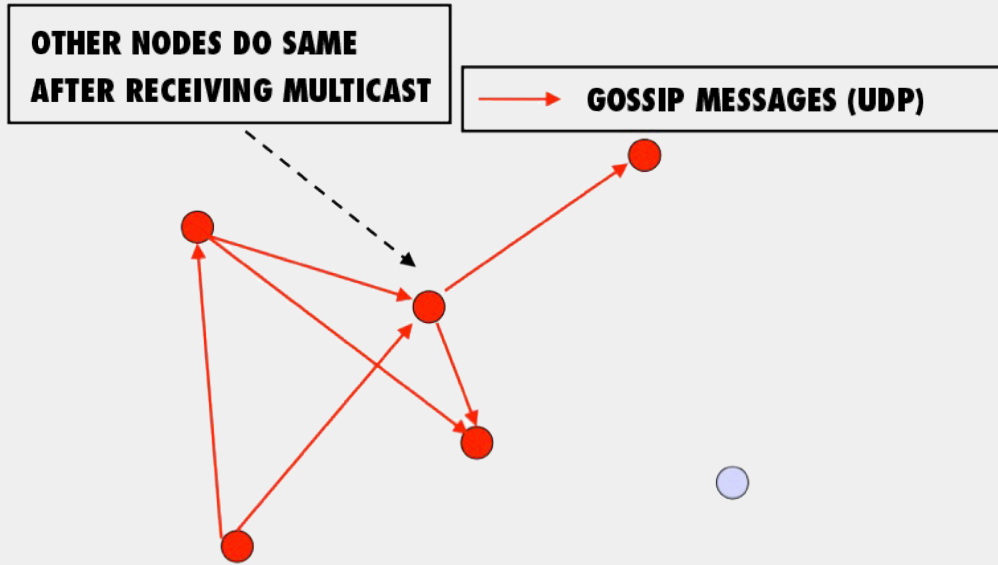 OTHER NODES DO SAME
AFTER RECEIVING MULTICAST
GOSSIP MESSAGES (UDP)